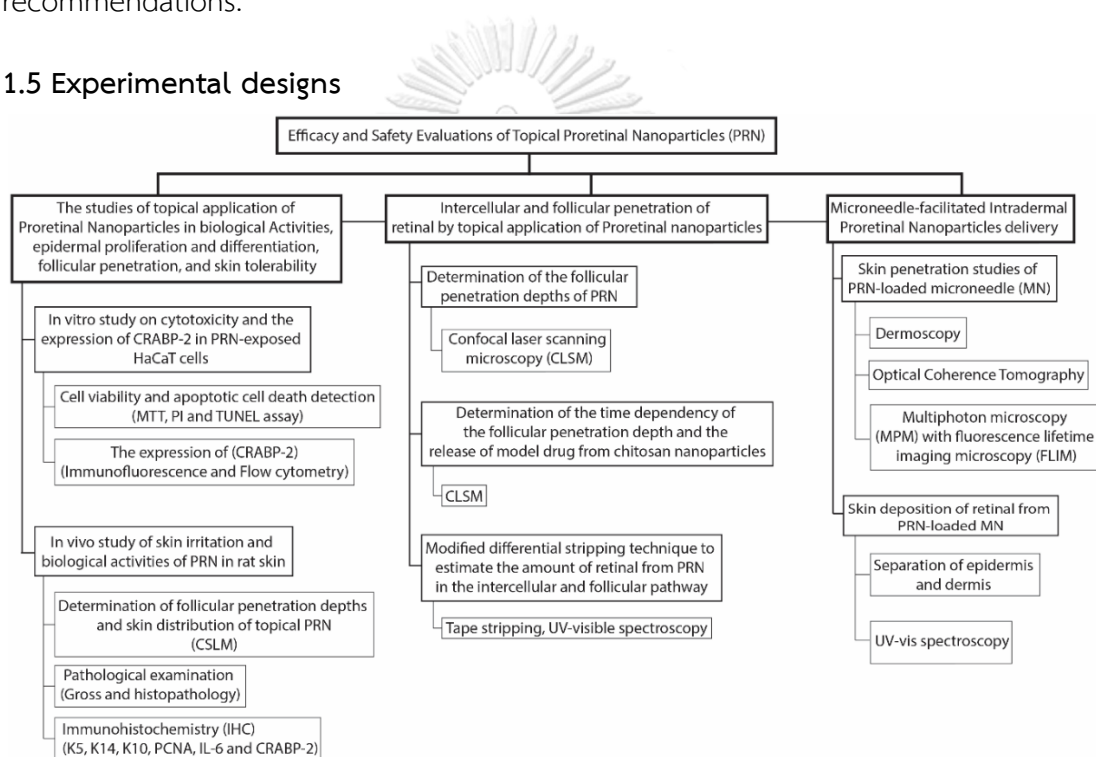 recommendations.
1.5 Experimental designs
Efficacy and Safety Evaluations of Topical Proretinal Nanoparticles (PRN)
The studies of topical application of
Proretinal Nanoparticles in biological Activities,
epidermal proliferation and differentiation,
follicular penetration, and skin tolerability
In vitro study on cytotoxicity and the
expression of CRABP-2 in PRN-exposed
HaCaT cells
Cell viability and apoptotic cell death detection
(MTT, PI and TUNEL assay)
The expression of (CRABP-2)
(Immunofluorescence and Flow cytometry)
In vivo study of skin irritation and
biological activities of PRN in rat skin
Determination of follicular penetration depths
and skin distribution of topical PRN
(CSLM)
Pathological examination
(Gross and histopathology)
Immunohistochemistry (IHC)
(K5, K14, K10, PCNA, IL-6 and CRABP-2)
Intercellular and follicular penetration of
retinal by topical application of Proretinal nanoparticles
Determination of the follicular
penetration depths of PRN
Confocal laser scanning
microscopy (CLSM)
Determination of the time dependency of
the follicular penetration depth and the
release of model drug from chitosan nanoparticles
CLSM
Modified differential stripping technique to
estimate the amount of retinal from PRN
in the intercellular and follicular pathway
Tape stripping, UV-visible spectroscopy
Microneedle-facilitated Intradermal
Proretinal Nanoparticles delivery
Skin penetration studies of
PRN-loaded microneedle (MN)
Dermoscopy
Optical Coherence Tomography
Multiphoton microscopy
(MPM) with fluorescence lifetime
imaging microscopy (FLIM)
Skin deposition of retinal from
PRN-loaded MN
Separation of epidermis
and dermis
UV-vis spectroscopy